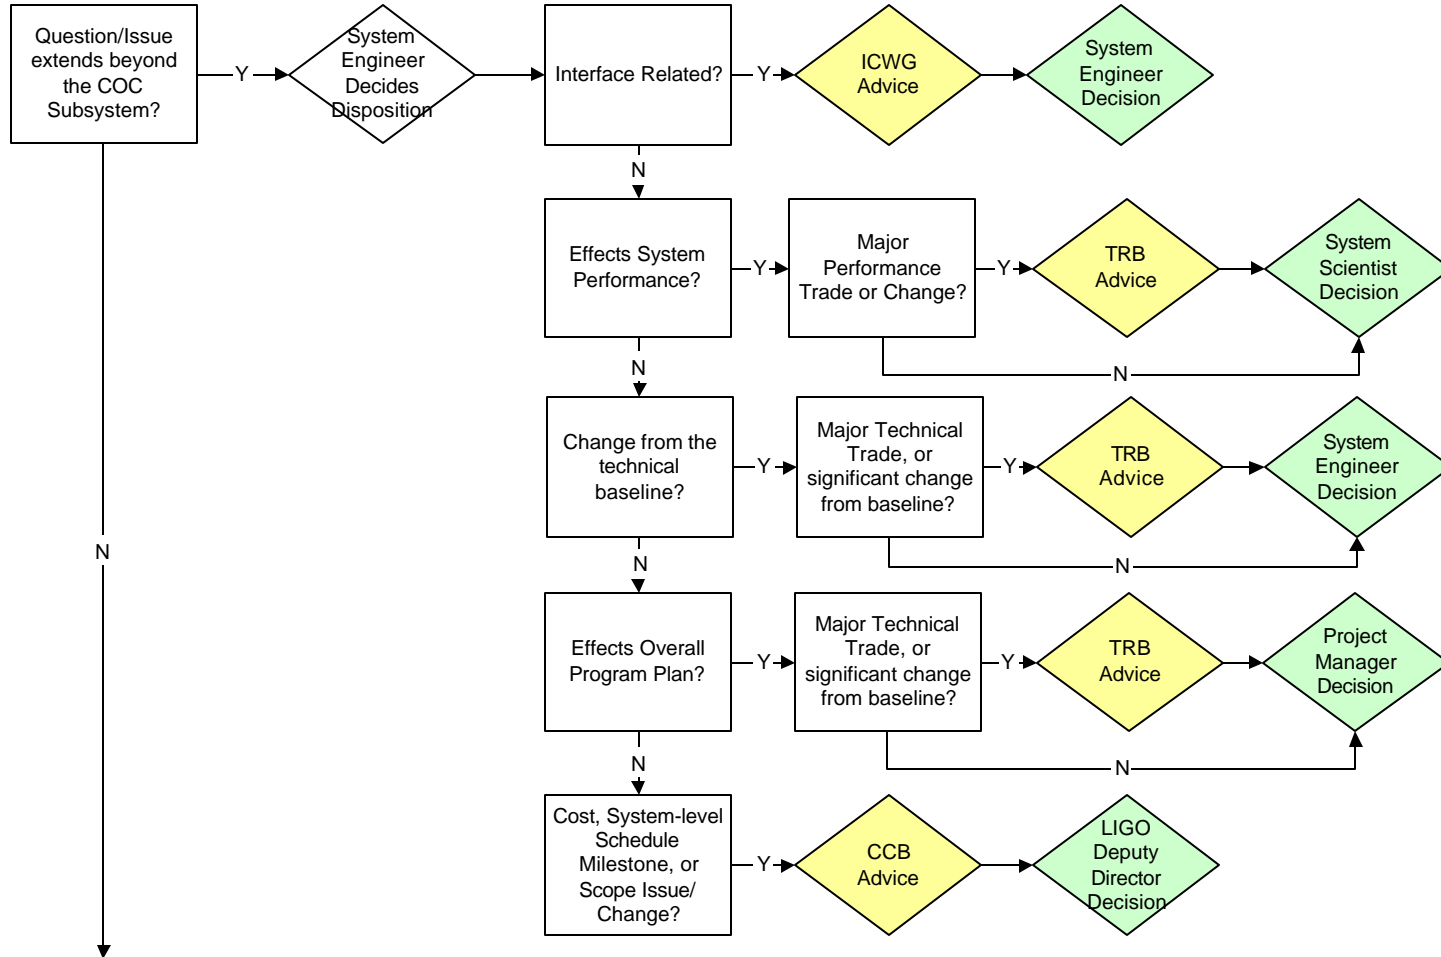 Question/Issue
extends beyond
the COC
Subsystem?
Y
System
Engineer
Decides
Disposition
Interface Related?
Y
ICWG
Advice
System
Engineer
Decision
N
Effects System
Performance?
Y
Major
Performance
Trade or Change?
Y
TRB
Advice
System
Scientist
Decision
N
N
Change from the
technical
baseline?
Y
Major Technical
Trade, or
significant change
from baseline?
Y
TRB
Advice
System
Engineer
Decision
N
N
N
Effects Overall
Program Plan?
Y
Major Technical
Trade, or
significant change
from baseline?
Y
TRB
Advice
Project
Manager
Decision
N
N
Cost, System-level
Schedule
Milestone, or
Scope Issue/
Change?
Y
CCB
Advice
LIGO
Deputy
Director
Decision